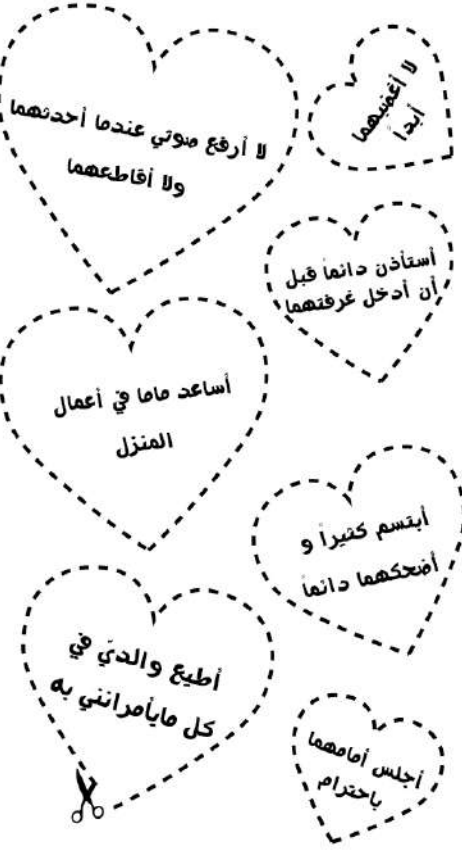 لا أرفع صوتي عندما أحدثهما
ولا أقاطعهما
لا أغضبهما
أبداً
أستأذن دائماً قبل
أن أدخل غرفتهما
أساعد ماما في أعمال
المنزل
أبتسم كثيراً و
أضحكهما دائماً
أطيع والديّ في
كل مايأمرانني به
أجلس أمامهما
باحترام